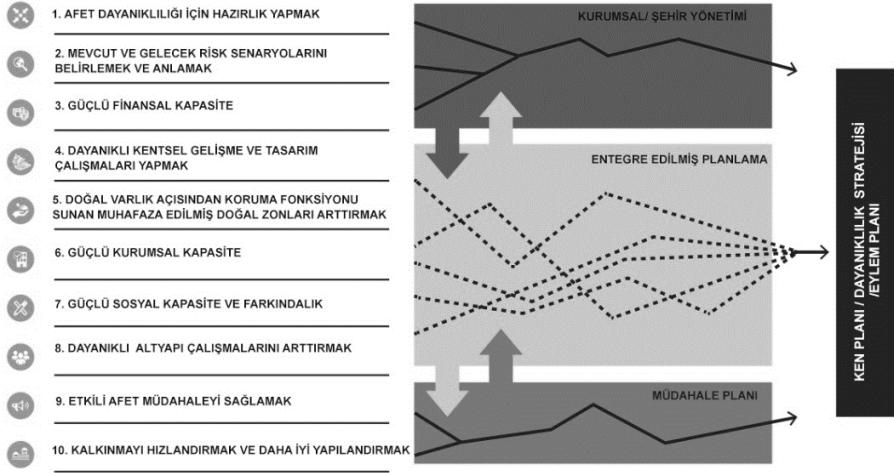 1. AFET DAYANIKLILIĞI İÇİN HAZIRLIK YAPMAK
2. MEVCUT VE GELECEK RİSK SENARYOLARINI
BELİRLEMEK VE ANLAMAK
3. GÜÇLÜ FİNANSAL KAPASİTE
4. DAYANIKLI KENTSEL GELİŞME VE TASARIM
ÇALIŞMALARI YAPMAK
5. DOĞAL VARLIK AÇISINDAN KORUMA FONKSİYONU
SUNAN MUHAFAZA EDİLMİŞ DOĞAL ZONLARI ARTTIRMAK
6. GÜÇLÜ KURUMSAL KAPASİTE
7. GÜÇLÜ SOSYAL KAPASİTE VE FARKINDALIK
8. DAYANIKLI ALTYAPI ÇALIŞMALARINI ARTTIRMAK
9. ETKİLİ AFET MÜDAHALEYİ SAĞLAMAK
10. KALKINMAYI HIZLANDIRMAK VE DAHA İYİ YAPILANDIRMAK
KURUMSAL/ ŞEHİR YÖNETİMİ
ENTEGRE EDİLMİŞ PLANLAMA
MÜDAHALE PLANI
KEN PLANI / DAYANIKLILIK STRATEJİSİ
/EYLEM PLANI